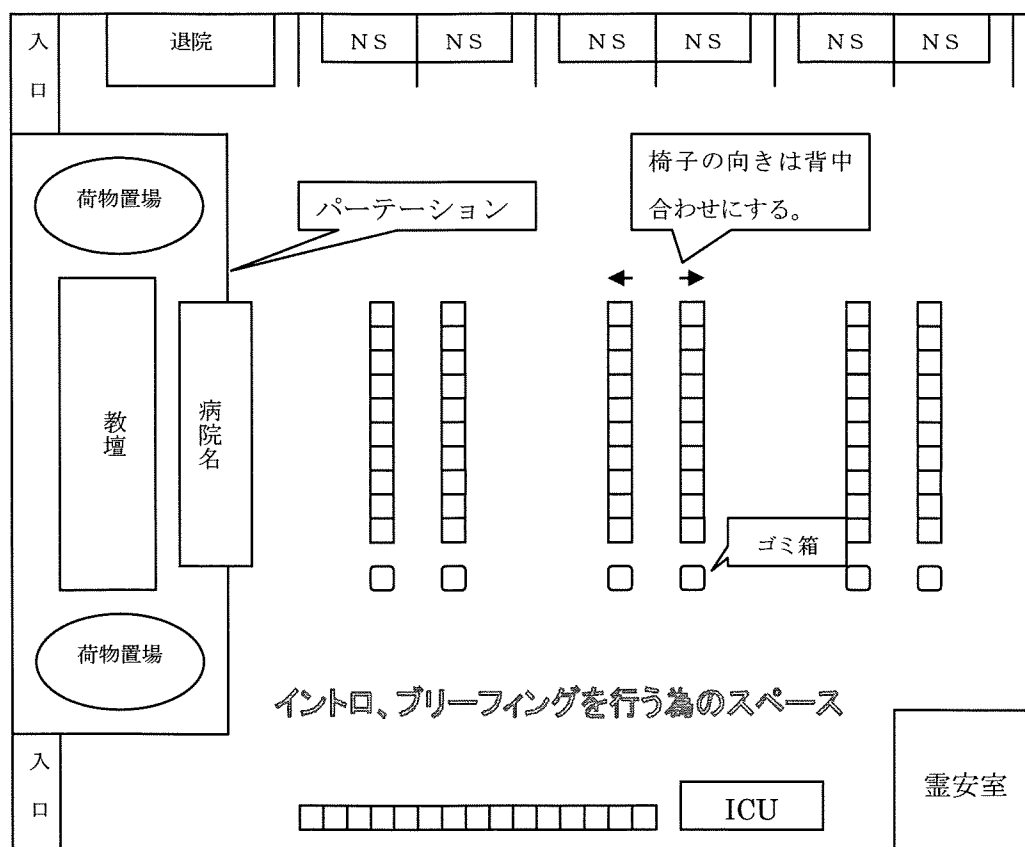 入
口
退院
ＮＳ
ＮＳ
ＮＳ
ＮＳ
ＮＳ
ＮＳ
荷物置場
パーテーション
椅子の向きは背中
合わせにする。
教壇
病院名
ゴミ箱
荷物置場
イントロ、ブリーフィングを行う為のスペース
入
口
ICU
霊安室